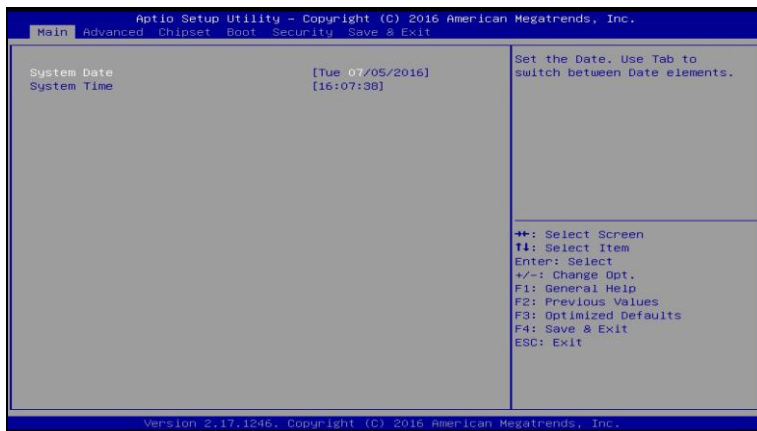 Aptio Setup Utility – Copyright (C) 2016 American Megatrends, Inc.
Main Advanced Chipset Boot Security Save & Exit
System Date [Tue 07/05/2016]
System Time [16:07:38]
Set the Date. Use Tab to
switch between Date elements.
→←: Select Screen
↑↓: Select Item
Enter: Select
+/-: Change Opt.
F1: General Help
F2: Previous Values
F3: Optimized Defaults
F4: Save & Exit
ESC: Exit
Version 2.17.1246. Copyright (C) 2016 American Megatrends, Inc.